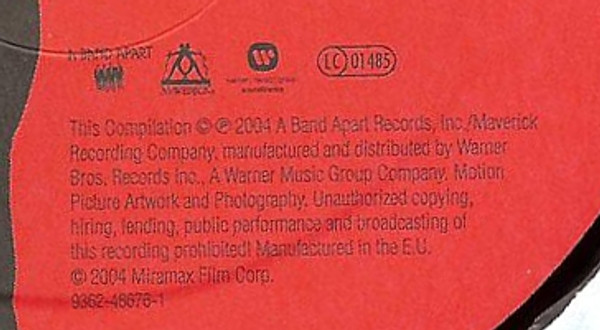 A BAND APART
MAVERICK
LC 01485
This Compilation © ℗ 2004 A Band Apart Records, Inc./Maverick
Recording Company, manufactured and distributed by Warner
Bros. Records Inc., A Warner Music Group Company. Motion
Picture Artwork and Photography. Unauthorized copying,
hiring, lending, public performance and broadcasting of
this recording prohibited! Manufactured in the E.U.
© 2004 Miramax Film Corp.
9362-48676-1